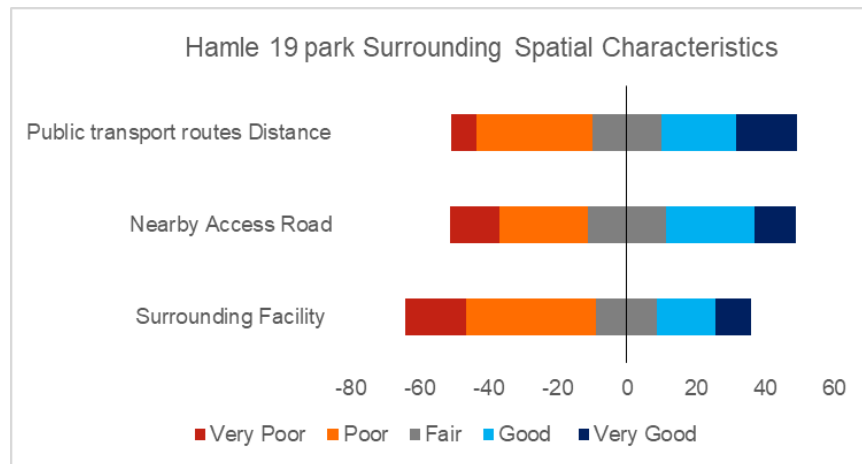 Hamle 19 park Surrounding Spatial Characteristics
Public transport routes Distance
Nearby Access Road
Surrounding Facility
-80 -60 -40 -20 0 20 40 60
Very Poor Poor Fair Good Very Good